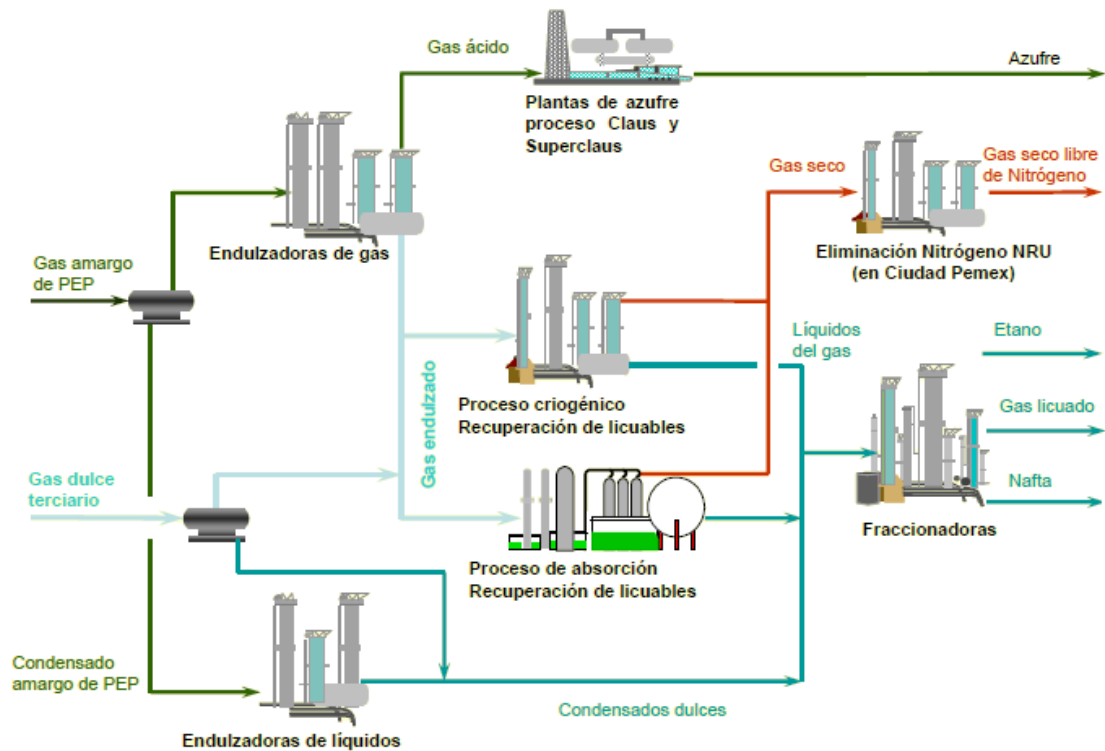 Gas ácido
Azufre
Plantas de azufre
proceso Claus y
Superclaus
Gas seco
Gas seco libre
de Nitrógeno
Endulzadoras de gas
Eliminación Nitrógeno NRU
(en Ciudad Pemex)
Gas amargo
de PEP
Líquidos
del gas
Etano
Proceso criogénico
Recuperación de licuables
Gas endulzado
Gas licuado
Gas dulce
terciario
Nafta
Fraccionadoras
Proceso de absorción
Recuperación de licuables
Condensado
amargo de PEP
Condensados dulces
Endulzadoras de líquidos